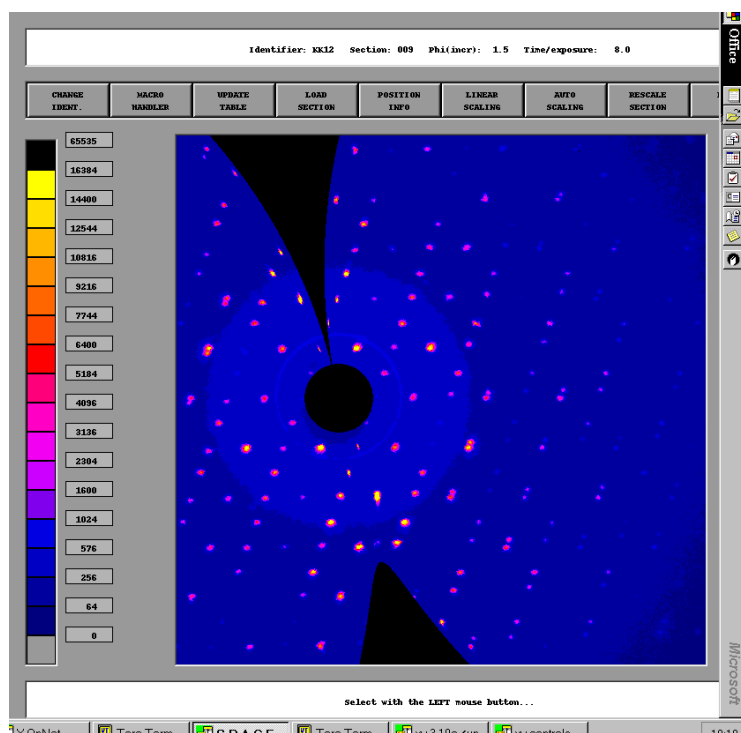 Identifier: KK12 Section: 009 Phi(incr): 1.5 Time/exposure: 8.0
CHANGE IDENT.
MACRO HANDLER
UPDATE TABLE
LOAD SECTION
POSITION INFO
LINEAR SCALING
AUTO SCALING
RESCALE SECTION
65535
16384
14400
12544
10816
9216
7744
6400
5184
4096
3136
2304
1600
1024
576
256
64
0
Office
Microsoft
Select with the LEFT mouse button...
Tera Term
SPACE
Tera Term